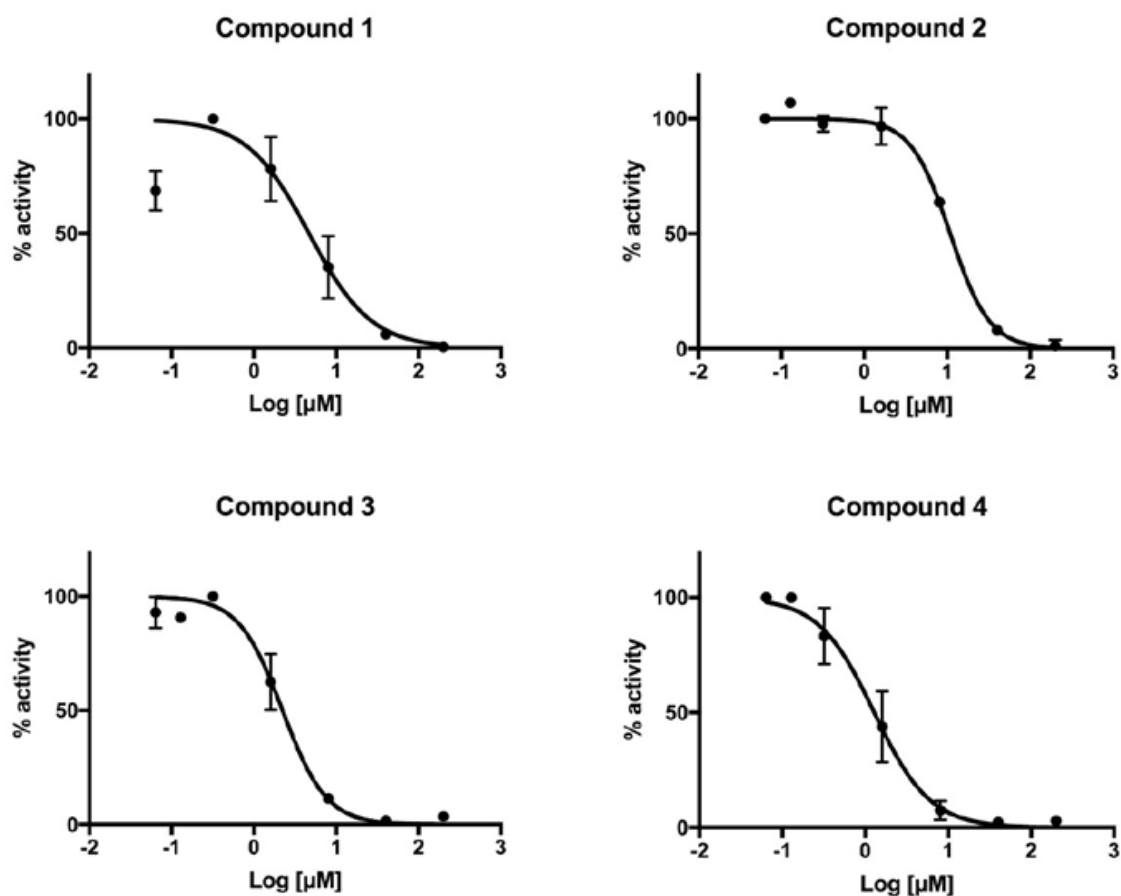 Compound 1
100
50
0
% activity
-2 -1 0 1 2 3
Log [µM]
Compound 2
100
50
0
% activity
-2 -1 0 1 2 3
Log [µM]
Compound 3
100
50
0
% activity
-2 -1 0 1 2 3
Log [µM]
Compound 4
100
50
0
% activity
-2 -1 0 1 2 3
Log [µM]